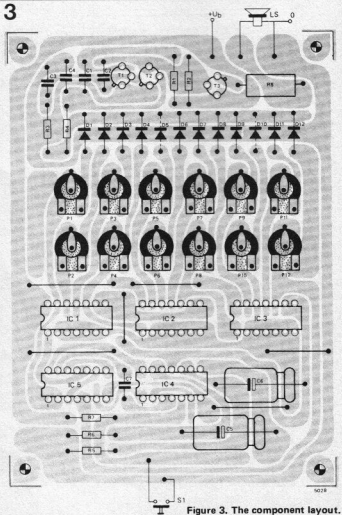 3
+Ub
LS
0
C3
C4
C1
T1
T2
R1
R2
T3
R8
R3
R4
D1
D2
D3
D4
D5
D6
D7
D8
D9
D10
D11
D12
P1
P3
P5
P7
P9
P11
P2
P4
P6
P8
P10
P12
IC 1
IC 2
IC 3
IC 5
IC 4
C6
R7
R6
R5
C5
5028
S1
Figure 3. The component layout.